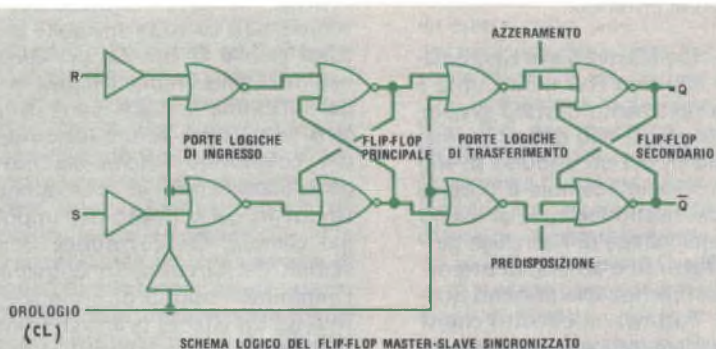 AZZERAMENTO
R
Q
PORTE LOGICHE
DI INGRESSO
FLIP-FLOP
PRINCIPALE
PORTE LOGICHE
DI TRASFERIMENTO
FLIP-FLOP
SECONDARIO
S
Q̅
PREDISPOSIZIONE
OROLOGIO
(CL)
SCHEMA LOGICO DEL FLIP-FLOP MASTER-SLAVE SINCRONIZZATO